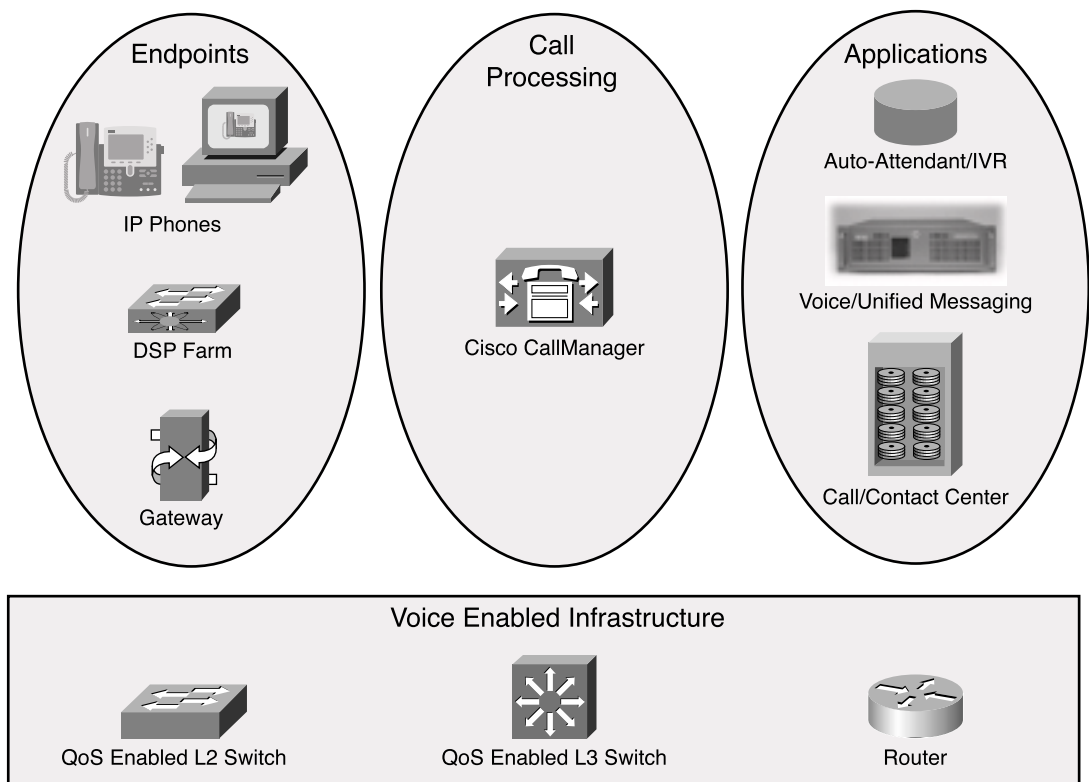 Endpoints
IP Phones
DSP Farm
Gateway
Call
Processing
Cisco CallManager
Applications
Auto-Attendant/IVR
Voice/Unified Messaging
Call/Contact Center
Voice Enabled Infrastructure
QoS Enabled L2 Switch
QoS Enabled L3 Switch
Router